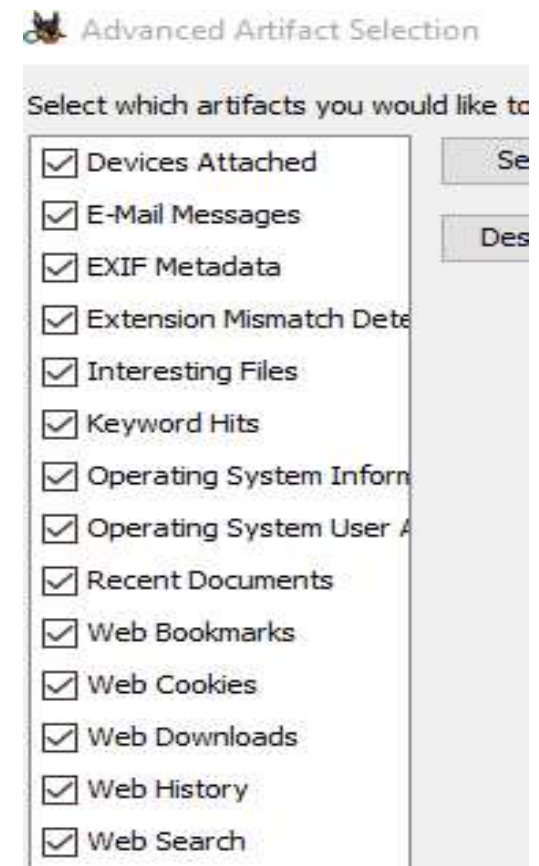 Advanced Artifact Selection
Select which artifacts you would like to
Devices Attached
Se
E-Mail Messages
Des
EXIF Metadata
Extension Mismatch Dete
Interesting Files
Keyword Hits
Operating System Inform
Operating System User A
Recent Documents
Web Bookmarks
Web Cookies
Web Downloads
Web History
Web Search